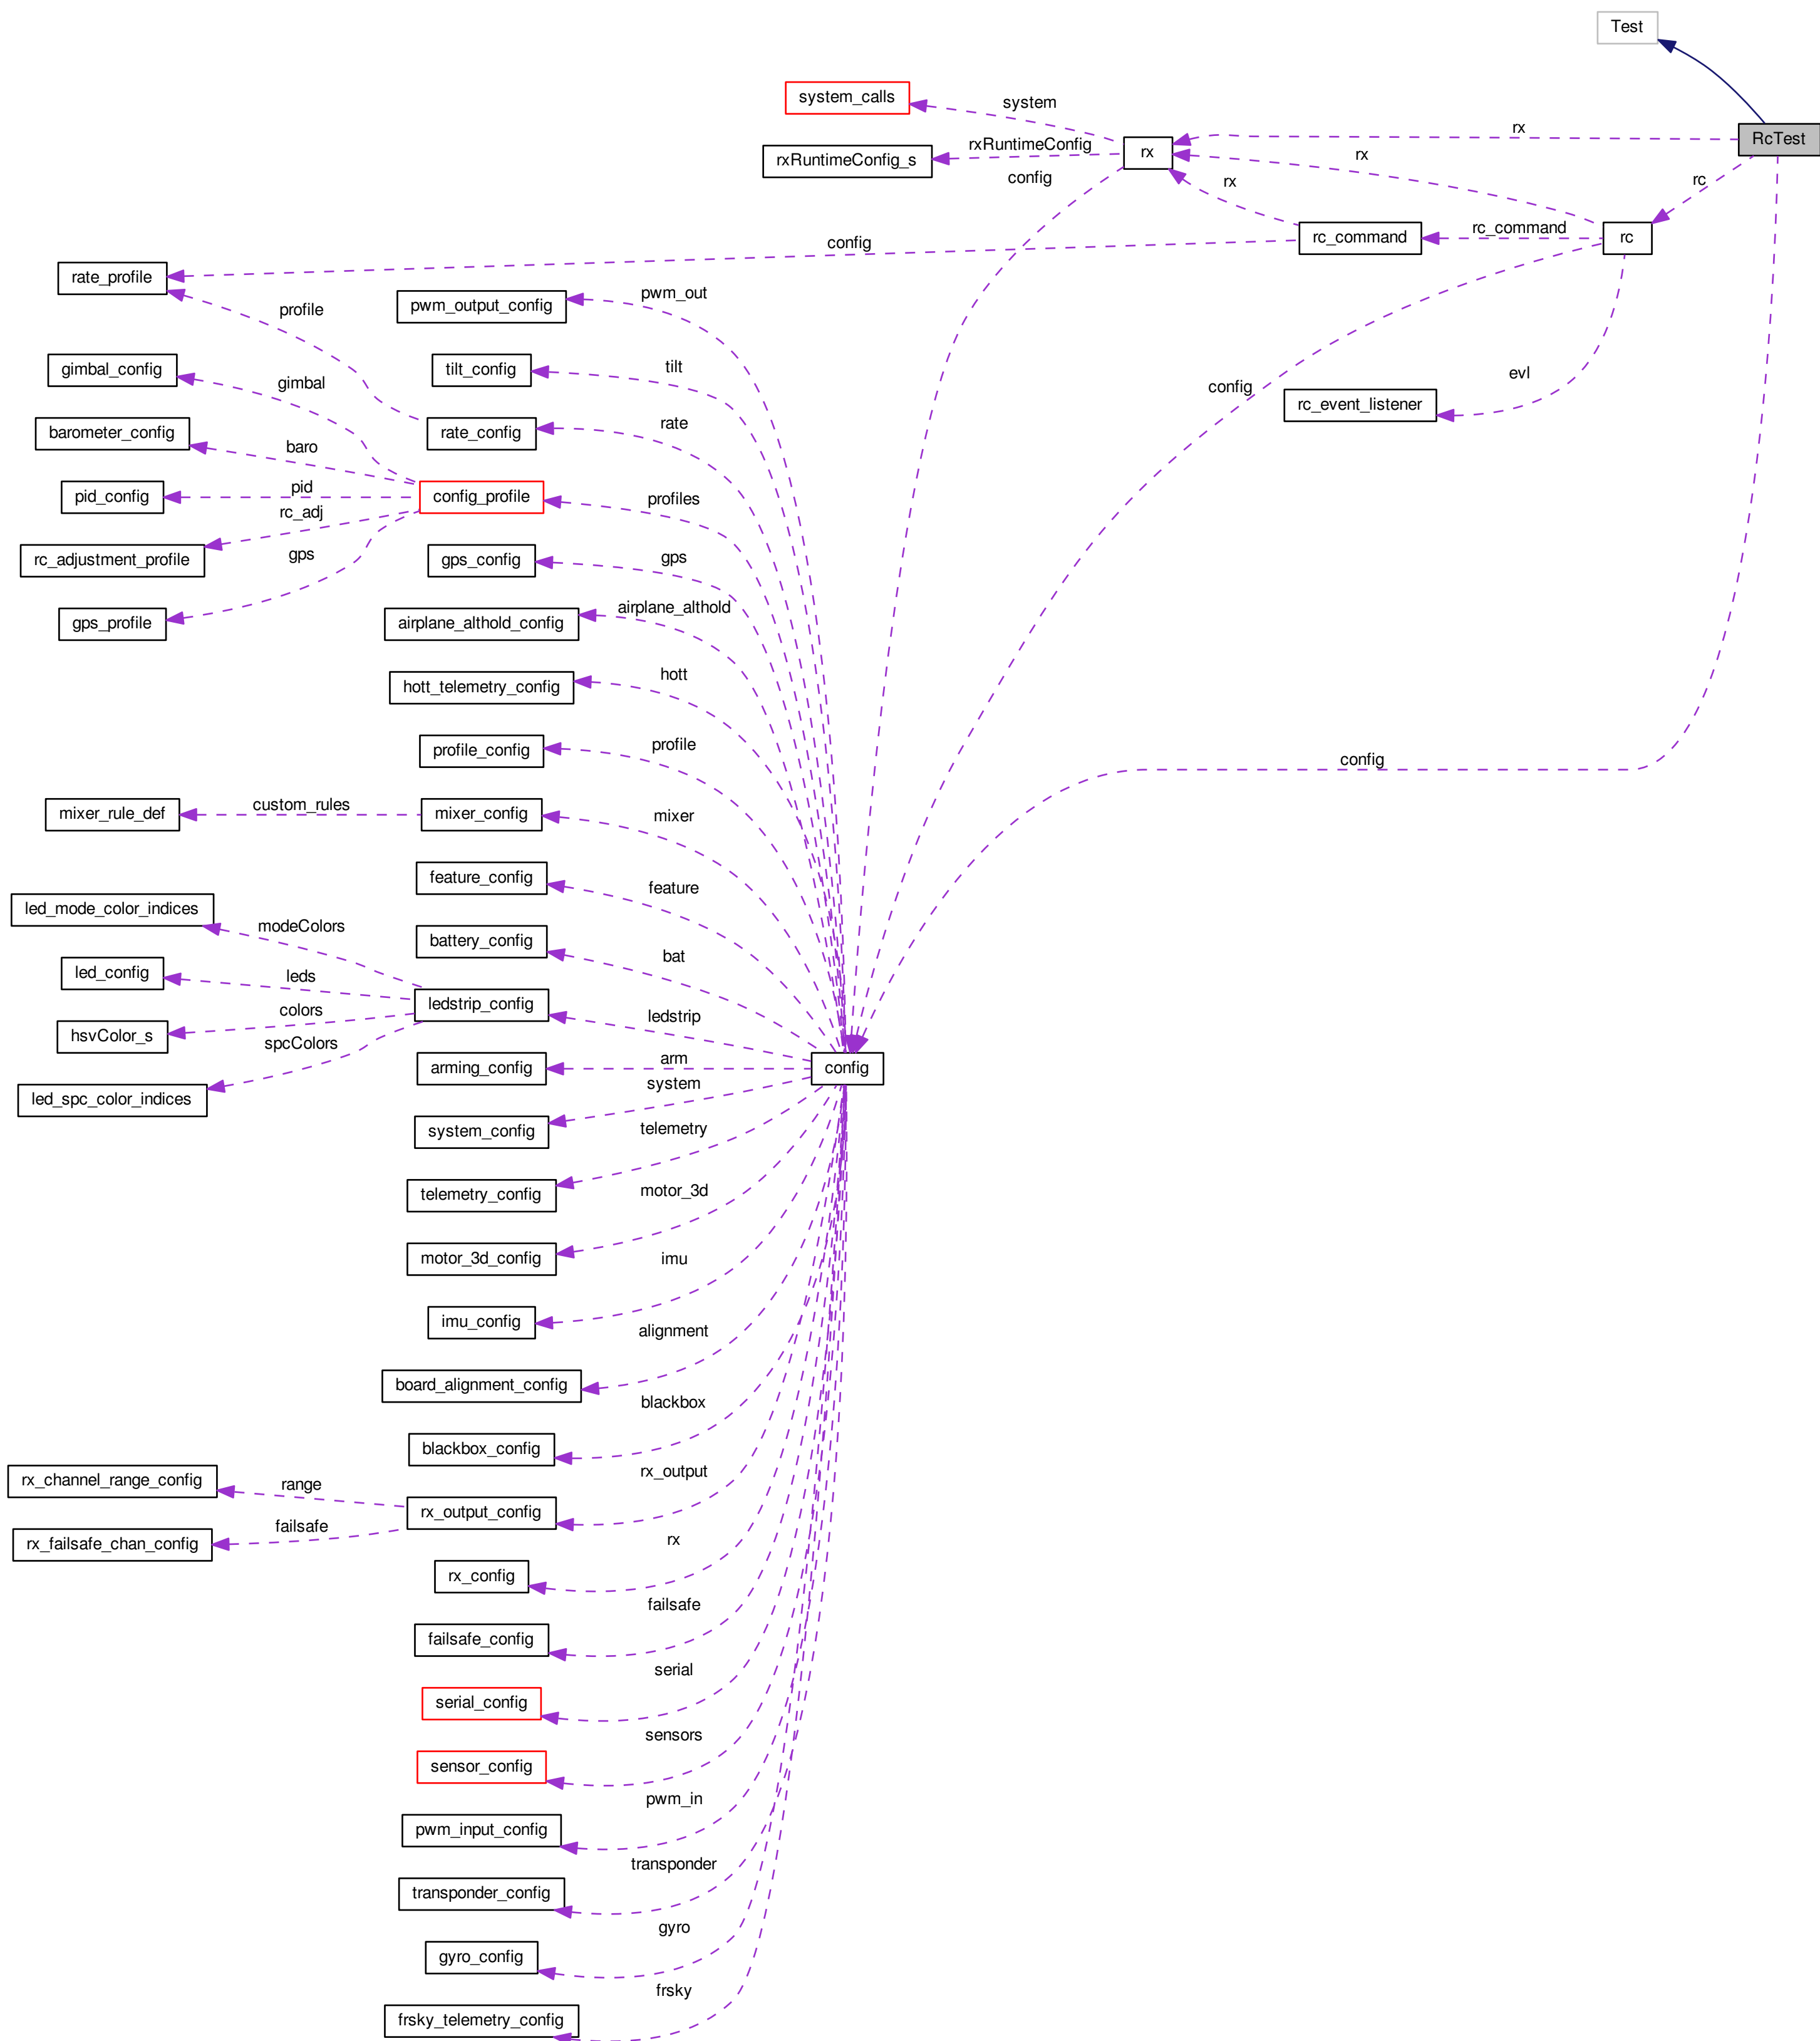 Test
system_calls
system
rx
RcTest
rxRuntimeConfig
rx
rx
rxRuntimeConfig_s
config
rx
rc
rc_command
rc_command
rc
config
rate_profile
pwm_out
pwm_output_config
profile
gimbal_config
tilt_config
tilt
evl
gimbal
config
rc_event_listener
barometer_config
rate_config
rate
baro
pid_config
pid
config_profile
profiles
rc_adj
rc_adjustment_profile
gps
gps_config
gps
airplane_althold
gps_profile
airplane_althold_config
hott
hott_telemetry_config
profile_config
profile
config
mixer_rule_def
custom_rules
mixer_config
mixer
feature_config
feature
led_mode_color_indices
modeColors
battery_config
bat
led_config
leds
ledstrip_config
ledstrip
colors
hsvColor_s
spcColors
arming_config
arm
config
system
led_spc_color_indices
system_config
telemetry
telemetry_config
motor_3d
motor_3d_config
imu
imu_config
alignment
board_alignment_config
blackbox
blackbox_config
rx_output
rx_channel_range_config
range
rx_output_config
failsafe
rx_failsafe_chan_config
rx
rx_config
failsafe
failsafe_config
serial
serial_config
sensors
sensor_config
pwm_in
pwm_input_config
transponder
transponder_config
gyro
gyro_config
frsky
frsky_telemetry_config